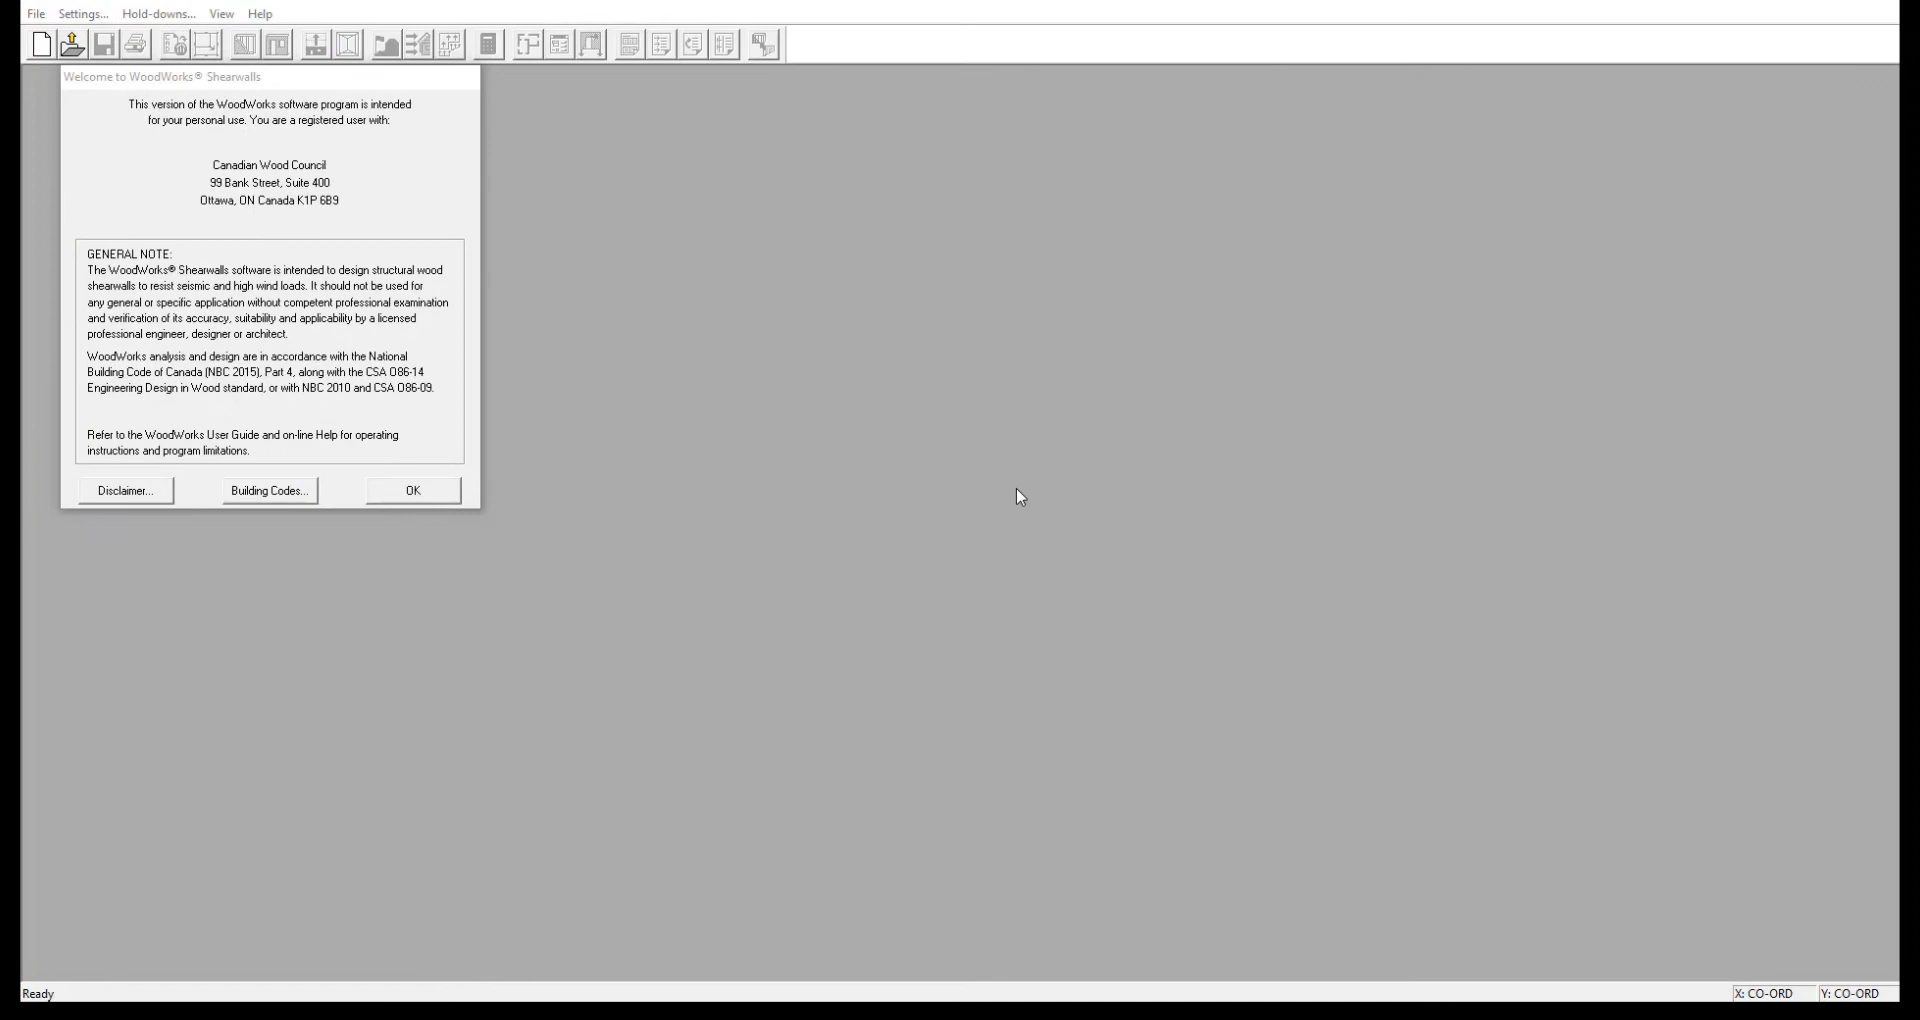 File Settings... Hold-downs... View Help
Welcome to WoodWorks® Shearwalls
This version of the WoodWorks software program is intended
for your personal use. You are a registered user with:
Canadian Wood Council
99 Bank Street, Suite 400
Ottawa, ON Canada K1P 6B9
GENERAL NOTE:
The WoodWorks® Shearwalls software is intended to design structural wood
shearwalls to resist seismic and high wind loads. It should not be used for
any general or specific application without competent professional examination
and verification of its accuracy, suitability and applicability by a licensed
professional engineer, designer or architect.
WoodWorks analysis and design are in accordance with the National
Building Code of Canada (NBC 2015), Part 4, along with the CSA O86-14
Engineering Design in Wood standard, or with NBC 2010 and CSA O86-09.
Refer to the WoodWorks User Guide and on-line Help for operating
instructions and program limitations.
Disclaimer... Building Codes... OK
Ready X: CO-ORD Y: CO-ORD